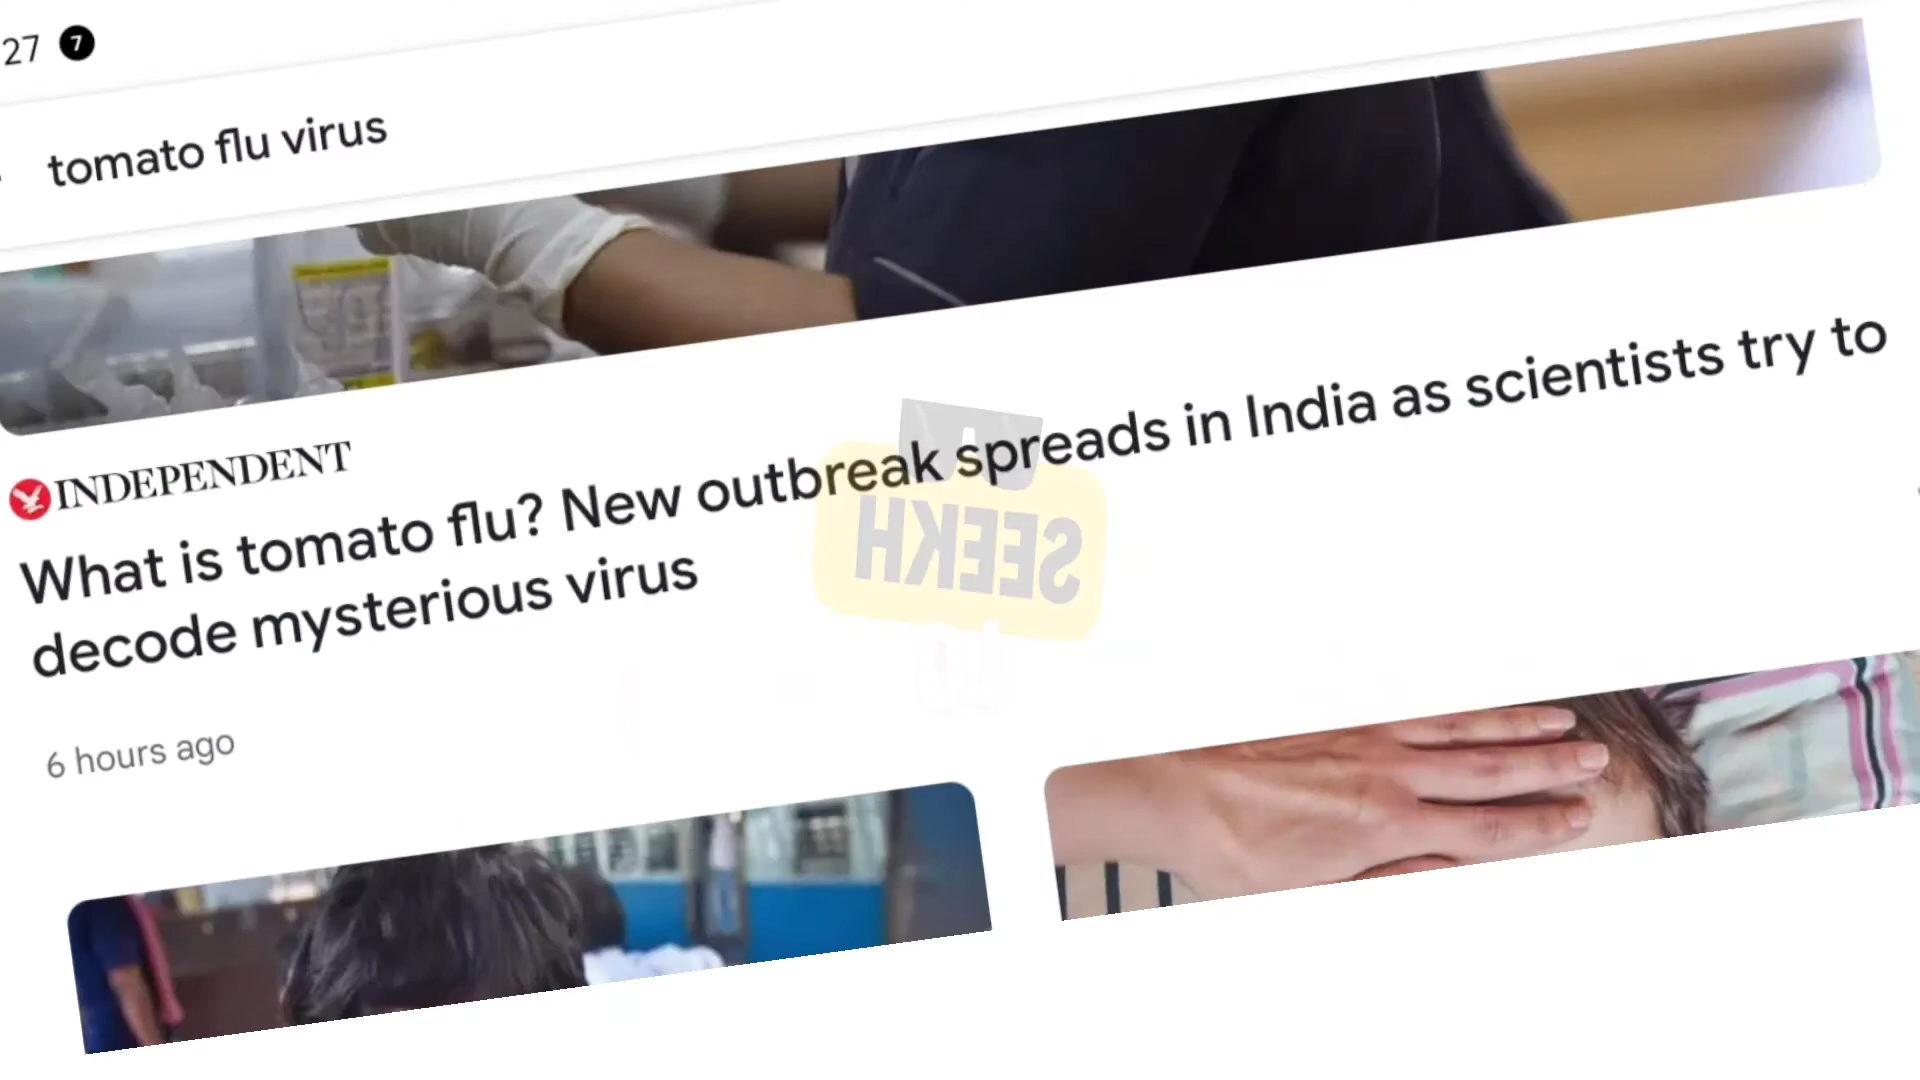 27 7
tomato flu virus
INDEPENDENT
What is tomato flu? New outbreak spreads in India as scientists try to
decode mysterious virus
SEEKH
6 hours ago